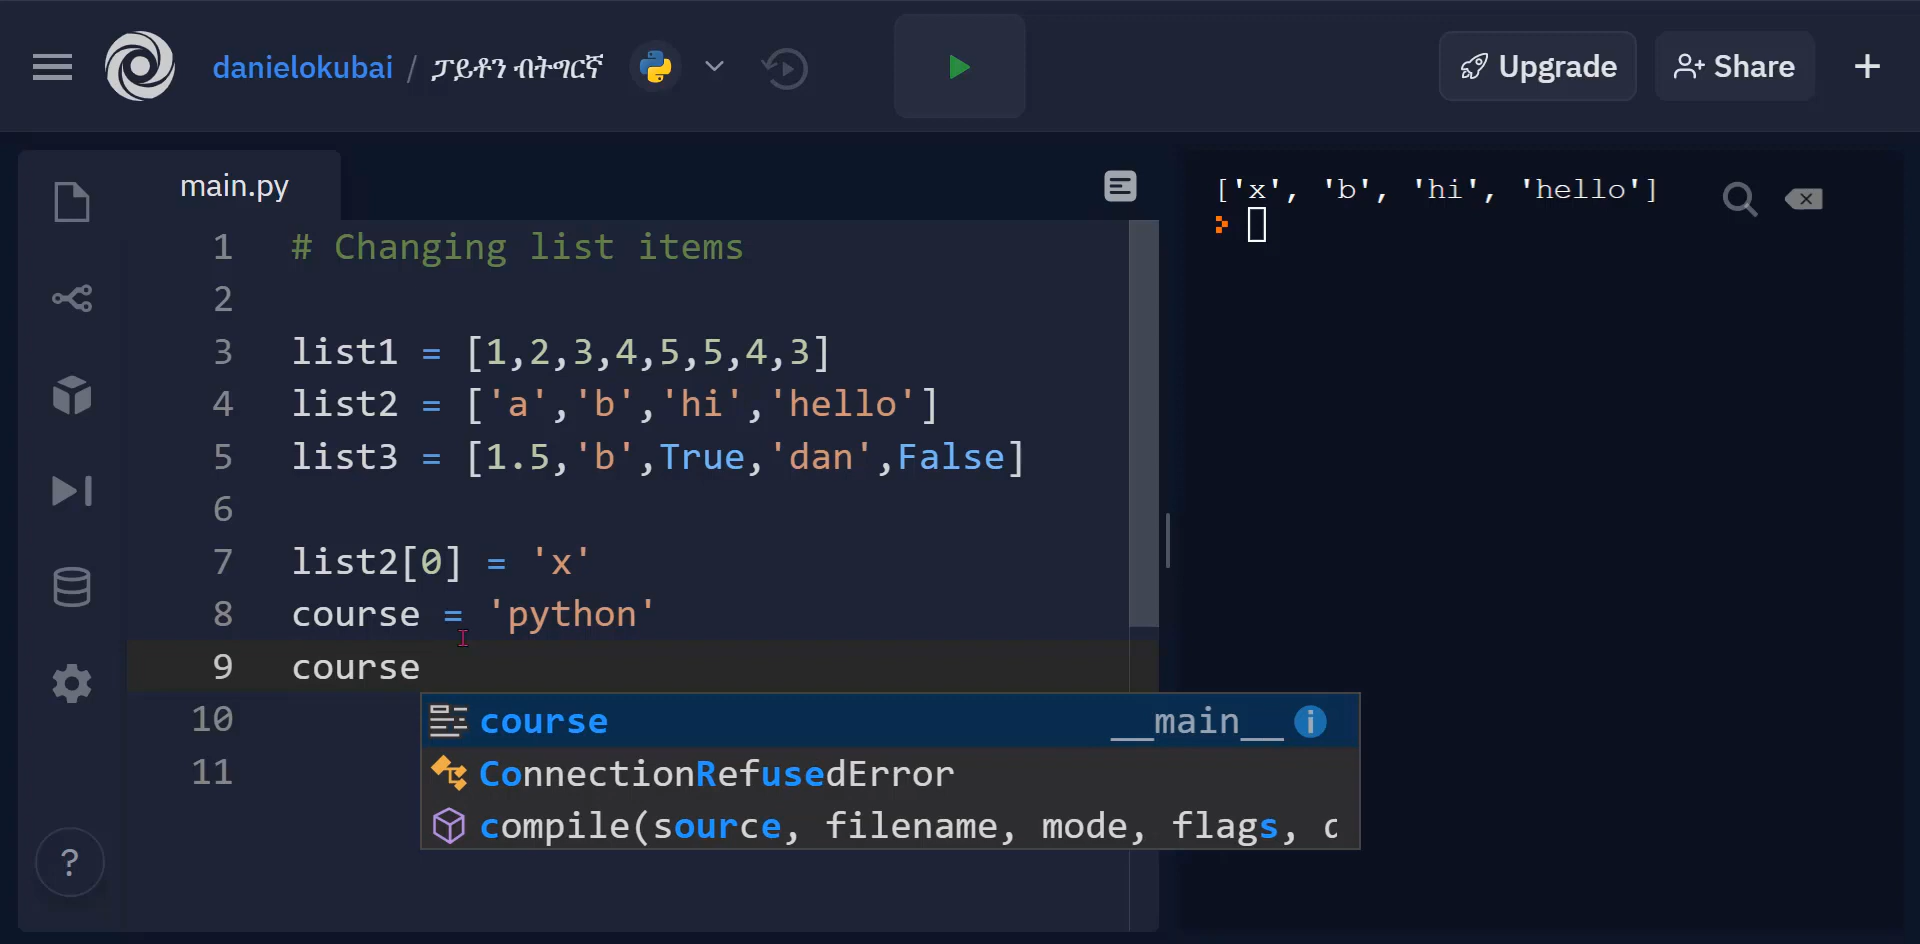 danielokubai / ፓይቶን ብትግርኛ
Upgrade
Share
main.py
1 # Changing list items
2
3 list1 = [1,2,3,4,5,5,4,3]
4 list2 = ['a','b','hi','hello']
5 list3 = [1.5,'b',True,'dan',False]
6
7 list2[0] = 'x'
8 course = 'python'
9 course
10
11
course __main__
ConnectionRefusedError
compile(source, filename, mode, flags,
?
['x', 'b', 'hi', 'hello']